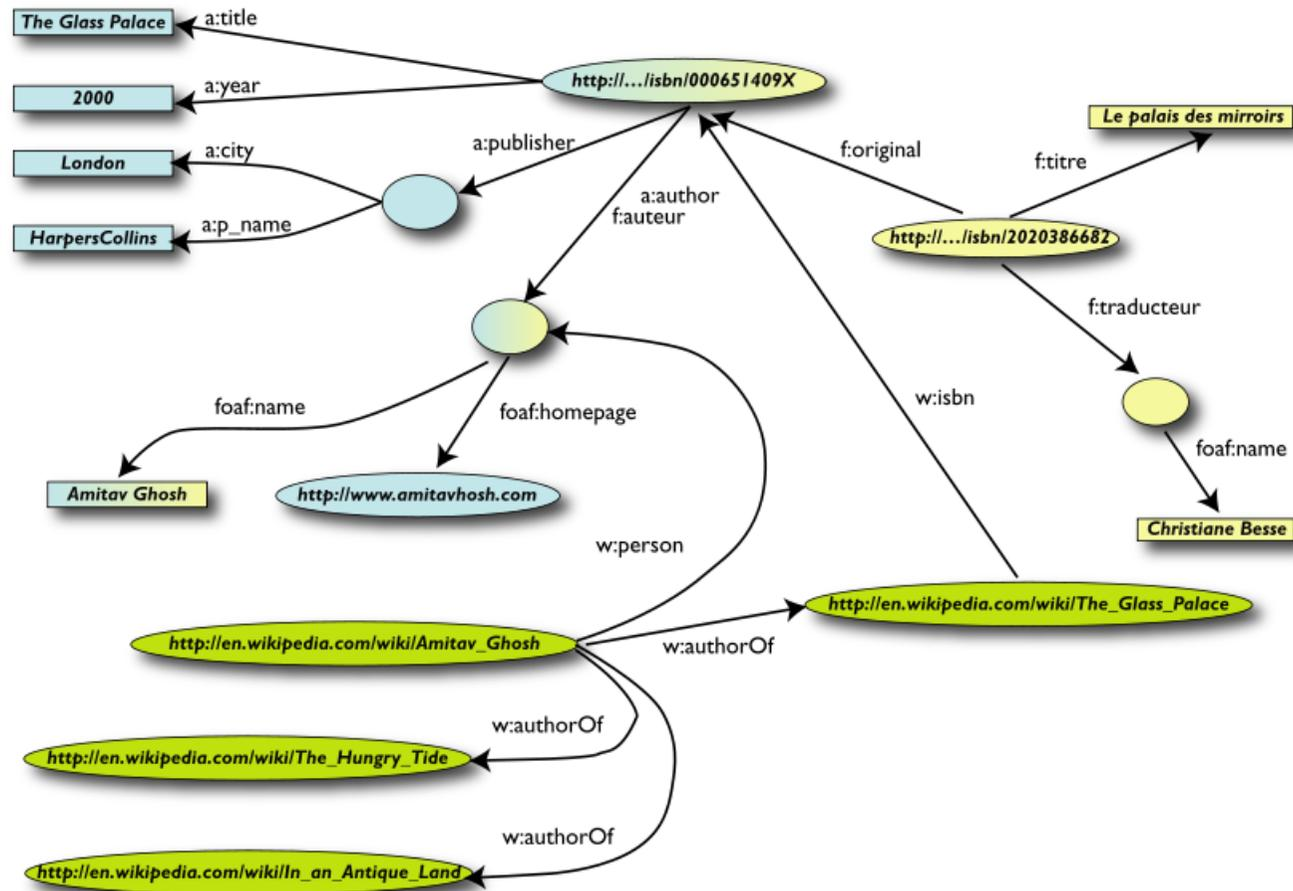 The Glass Palace
a:title
http://.../isbn/000651409X
2000
a:year
Le palais des mirroirs
a:publisher
f:original
f:titre
London
a:city
a:author
f:auteur
HarpersCollins
a:p_name
http://.../isbn/2020386682
f:traducteur
foaf:name
foaf:homepage
w:isbn
foaf:name
Amitav Ghosh
http://www.amitavhosh.com
Christiane Besse
w:person
http://en.wikipedia.com/wiki/The_Glass_Palace
http://en.wikipedia.com/wiki/Amitav_Ghosh
w:authorOf
w:authorOf
http://en.wikipedia.com/wiki/The_Hungry_Tide
w:authorOf
http://en.wikipedia.com/wiki/In_an_Antique_Land